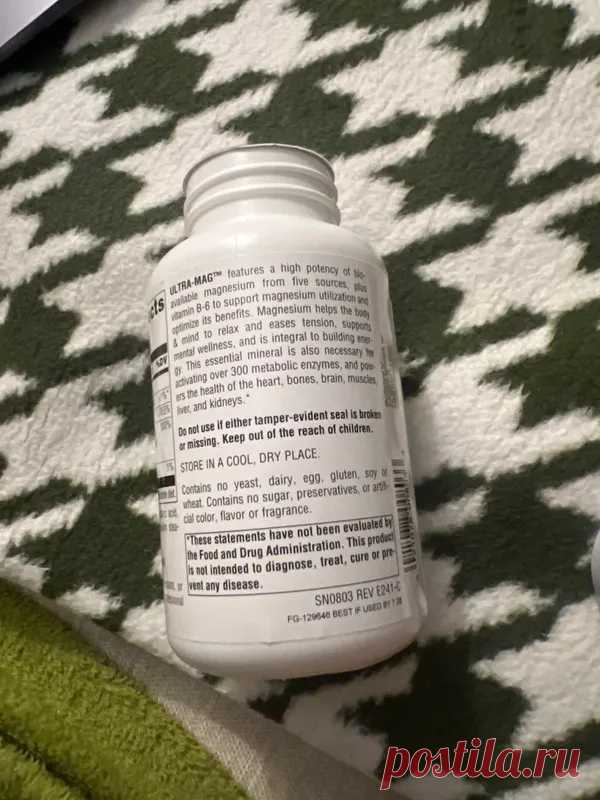 cts
%DV
ULTRA-MAG™ features a high potency of bio-
available magnesium from five sources, plus
vitamin B-6 to support magnesium utilization and
optimize its benefits. Magnesium helps the body
& mind to relax and eases tension, supports
mental wellness, and is integral to building ener-
gy. This essential mineral is also necessary for
activating over 300 metabolic enzymes, and pow-
ers the health of the heart, bones, brain, muscles,
liver, and kidneys.*
Do not use if either tamper-evident seal is broken
or missing. Keep out of the reach of children.
STORE IN A COOL, DRY PLACE.
Contains no yeast, dairy, egg, gluten, soy or
wheat. Contains no sugar, preservatives, or artifi-
cial color, flavor or fragrance.
*These statements have not been evaluated by
the Food and Drug Administration. This product
is not intended to diagnose, treat, cure or pre-
vent any disease.
SN0803 REV E241-C
FG-129646 BEST IF USED BY
postila.ru